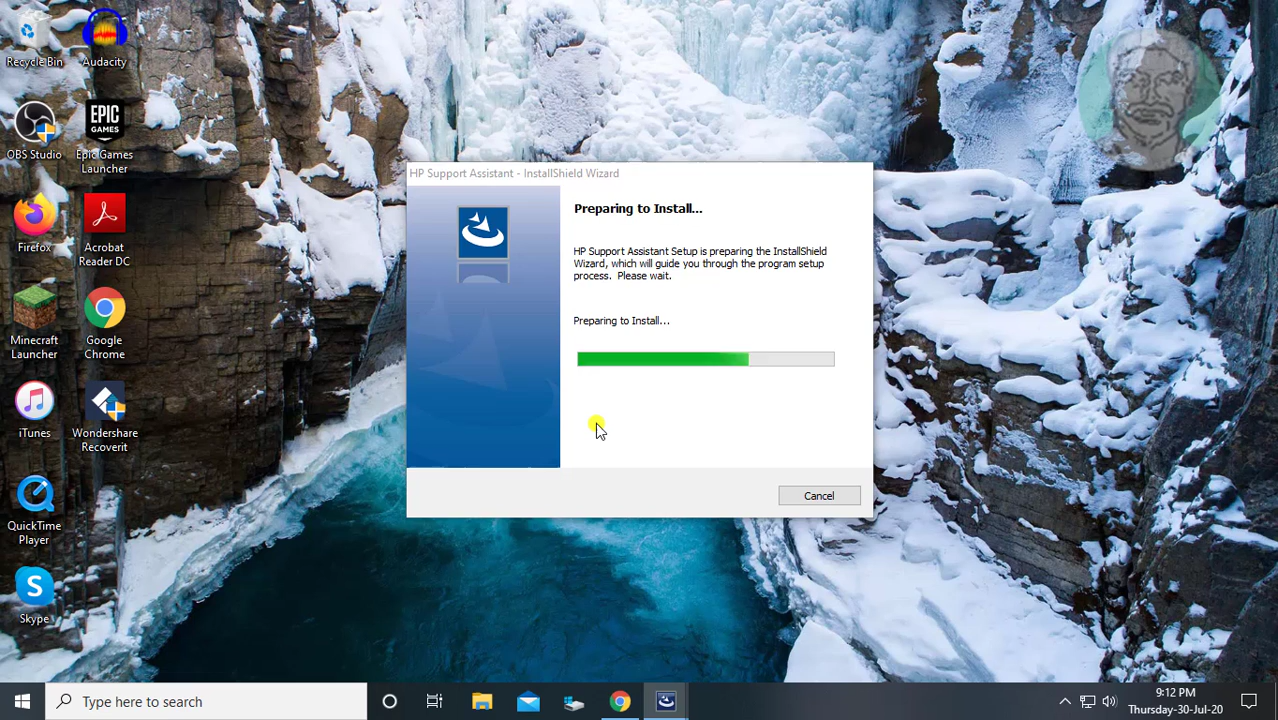 Recycle Bin
Audacity
OBS Studio
EPIC
GAMES
Epic Games
Launcher
Firefox
Acrobat
Reader DC
Minecraft
Launcher
Google
Chrome
iTunes
Wondershare
Recoverit
QuickTime
Player
S
Skype
HP Support Assistant - InstallShield Wizard
Preparing to Install...
HP Support Assistant Setup is preparing the InstallShield
Wizard, which will guide you through the program setup
process. Please wait.
Preparing to Install...
Cancel
Type here to search
9:12 PM
Thursday-30-Jul-20